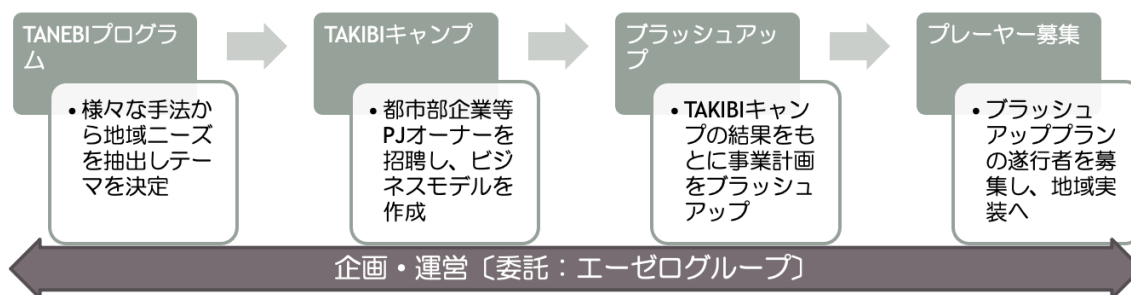 TANEBIプログラ
ム
• 様々な手法か
ら地域ニーズ
を抽出しテー
マを決定
TAKIBIキャンプ
• 都市部企業等
PJオーナーを
招聘し、ビジ
ネスモデルを
作成
ブラッシュアッ
プ
• TAKIBIキャン
プの結果をも
とに事業計画
をブラッシュ
アップ
プレーヤー募集
• ブラッシュ
アッププラン
の遂行者を募
集し、地域実
装へ
企画・運営〔委託：エーゼログループ〕